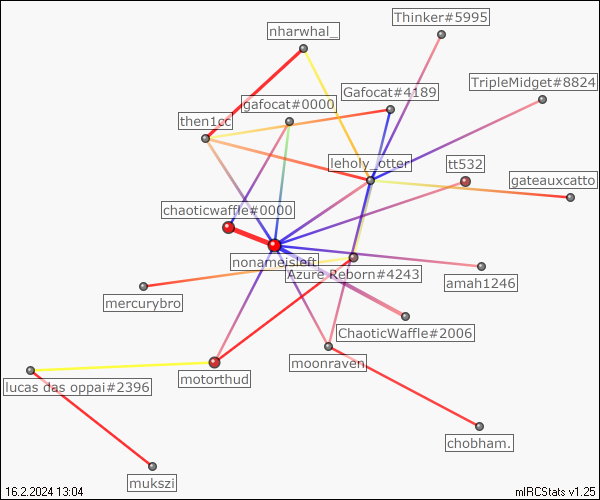 Thinker#5995
nharwhal_
TripleMidget#8824
Gafocat#4189
gafocat#0000
then1cc
leholy_otter
tt532
gateauxcatto
chaoticwaffle#0000
nonameisleft
Azure Reborn#4243
amah1246
mercurybro
ChaoticWaffle#2006
moonraven
motorthud
lucas das oppai#2396
chobham.
mukszi
16.2.2024 13:04
mIRCStats v1.25